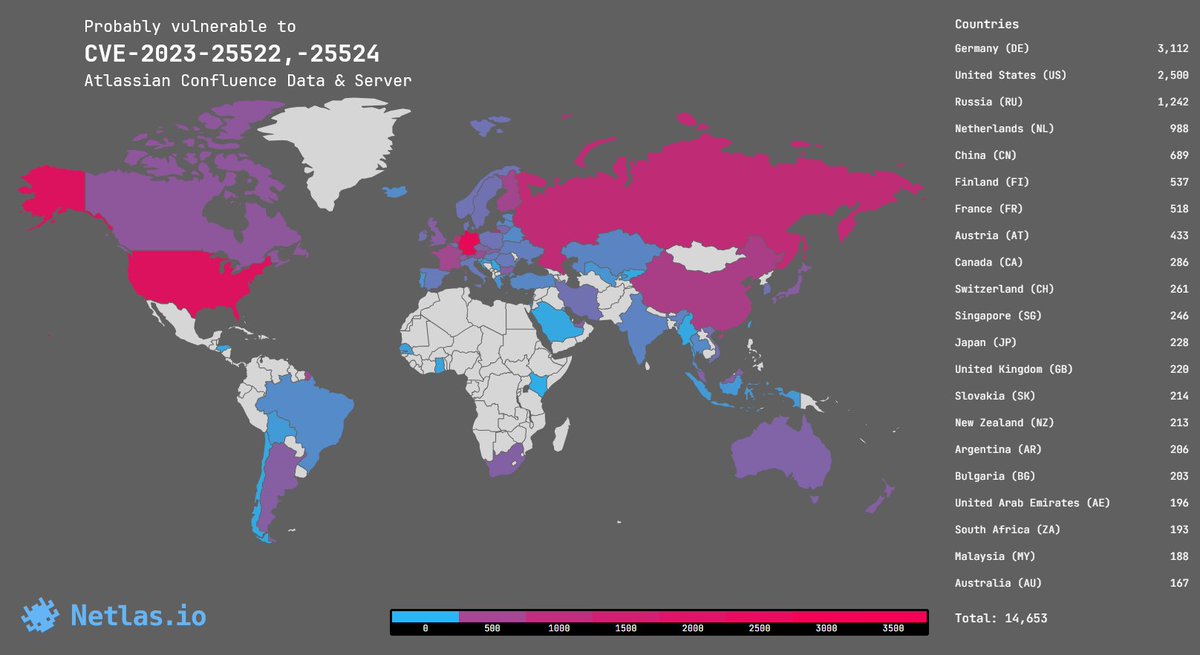 Probably vulnerable to
CVE-2023-25522,-25524
Atlassian Confluence Data & Server
Countries
Germany (DE) 3,112
United States (US) 2,500
Russia (RU) 1,242
Netherlands (NL) 988
China (CN) 689
Finland (FI) 537
France (FR) 518
Austria (AT) 433
Canada (CA) 286
Switzerland (CH) 261
Singapore (SG) 246
Japan (JP) 228
United Kingdom (GB) 220
Slovakia (SK) 214
New Zealand (NZ) 213
Argentina (AR) 206
Bulgaria (BG) 203
United Arab Emirates (AE) 196
South Africa (ZA) 193
Malaysia (MY) 188
Australia (AU) 167
Total: 14,653
Netlas.io
0 500 1000 1500 2000 2500 3000 3500